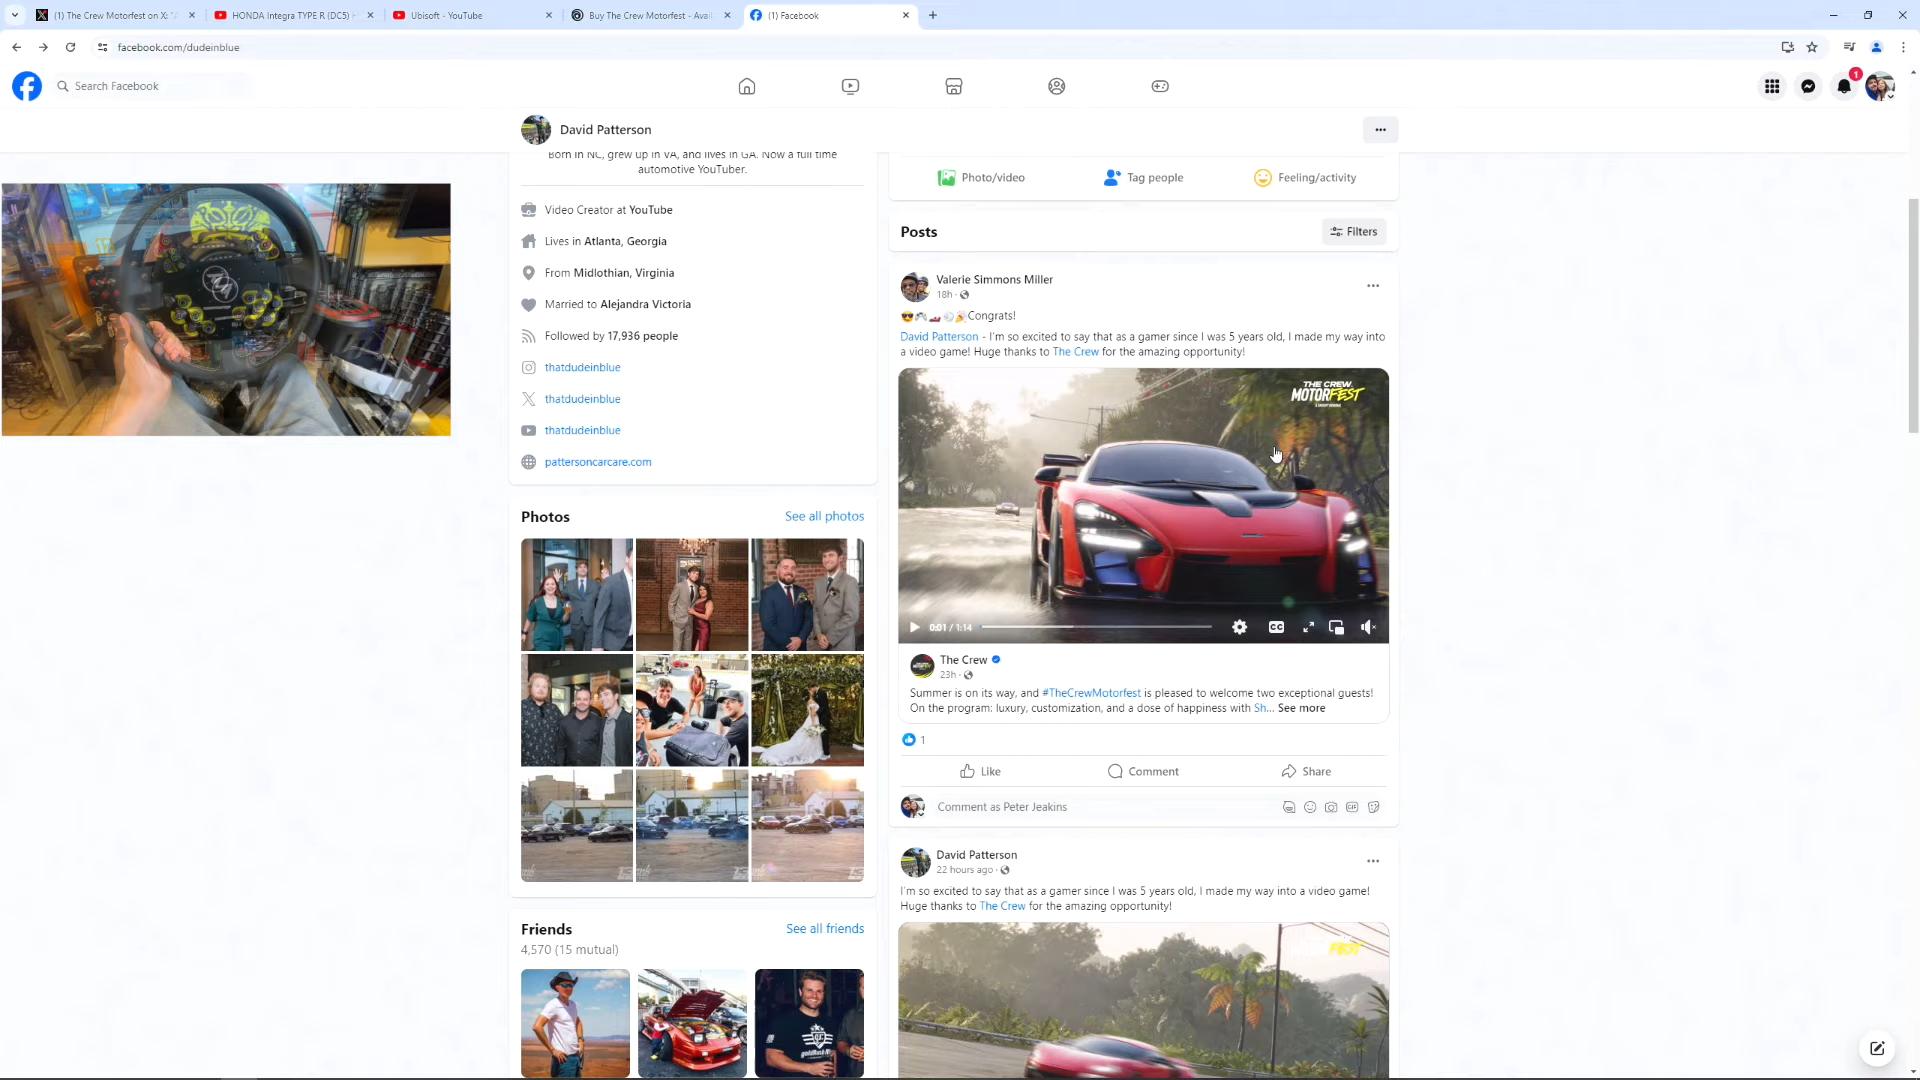 (1) The Crew Motorfest on X: "A
HONDA Integra TYPE R (DC5) H
Ubisoft - YouTube
Buy The Crew Motorfest - Avail
(1) Facebook
facebook.com/dudeinblue
Search Facebook
1
David Patterson
Born in NC, grew up in VA, and lives in GA. Now a full time
automotive YouTuber.
Video Creator at YouTube
Lives in Atlanta, Georgia
From Midlothian, Virginia
Married to Alejandra Victoria
Followed by 17,936 people
thatdudeinblue
thatdudeinblue
thatdudeinblue
pattersoncarcare.com
Photos
See all photos
Friends
See all friends
4,570 (15 mutual)
Photo/video
Tag people
Feeling/activity
Posts
Filters
Valerie Simmons Miller
18h ·
😎🎮🏎️💨🎉Congrats!
David Patterson - I'm so excited to say that as a gamer since I was 5 years old, I made my way into
a video game! Huge thanks to The Crew for the amazing opportunity!
THE CREW
MOTORFEST
0:01 / 1:14
CC
The Crew
23h ·
Summer is on its way, and #TheCrewMotorfest is pleased to welcome two exceptional guests!
On the program: luxury, customization, and a dose of happiness with Sh... See more
1
Like
Comment
Share
Comment as Peter Jeakins
GIF
David Patterson
22 hours ago ·
I'm so excited to say that as a gamer since I was 5 years old, I made my way into a video game!
Huge thanks to The Crew for the amazing opportunity!
FEST